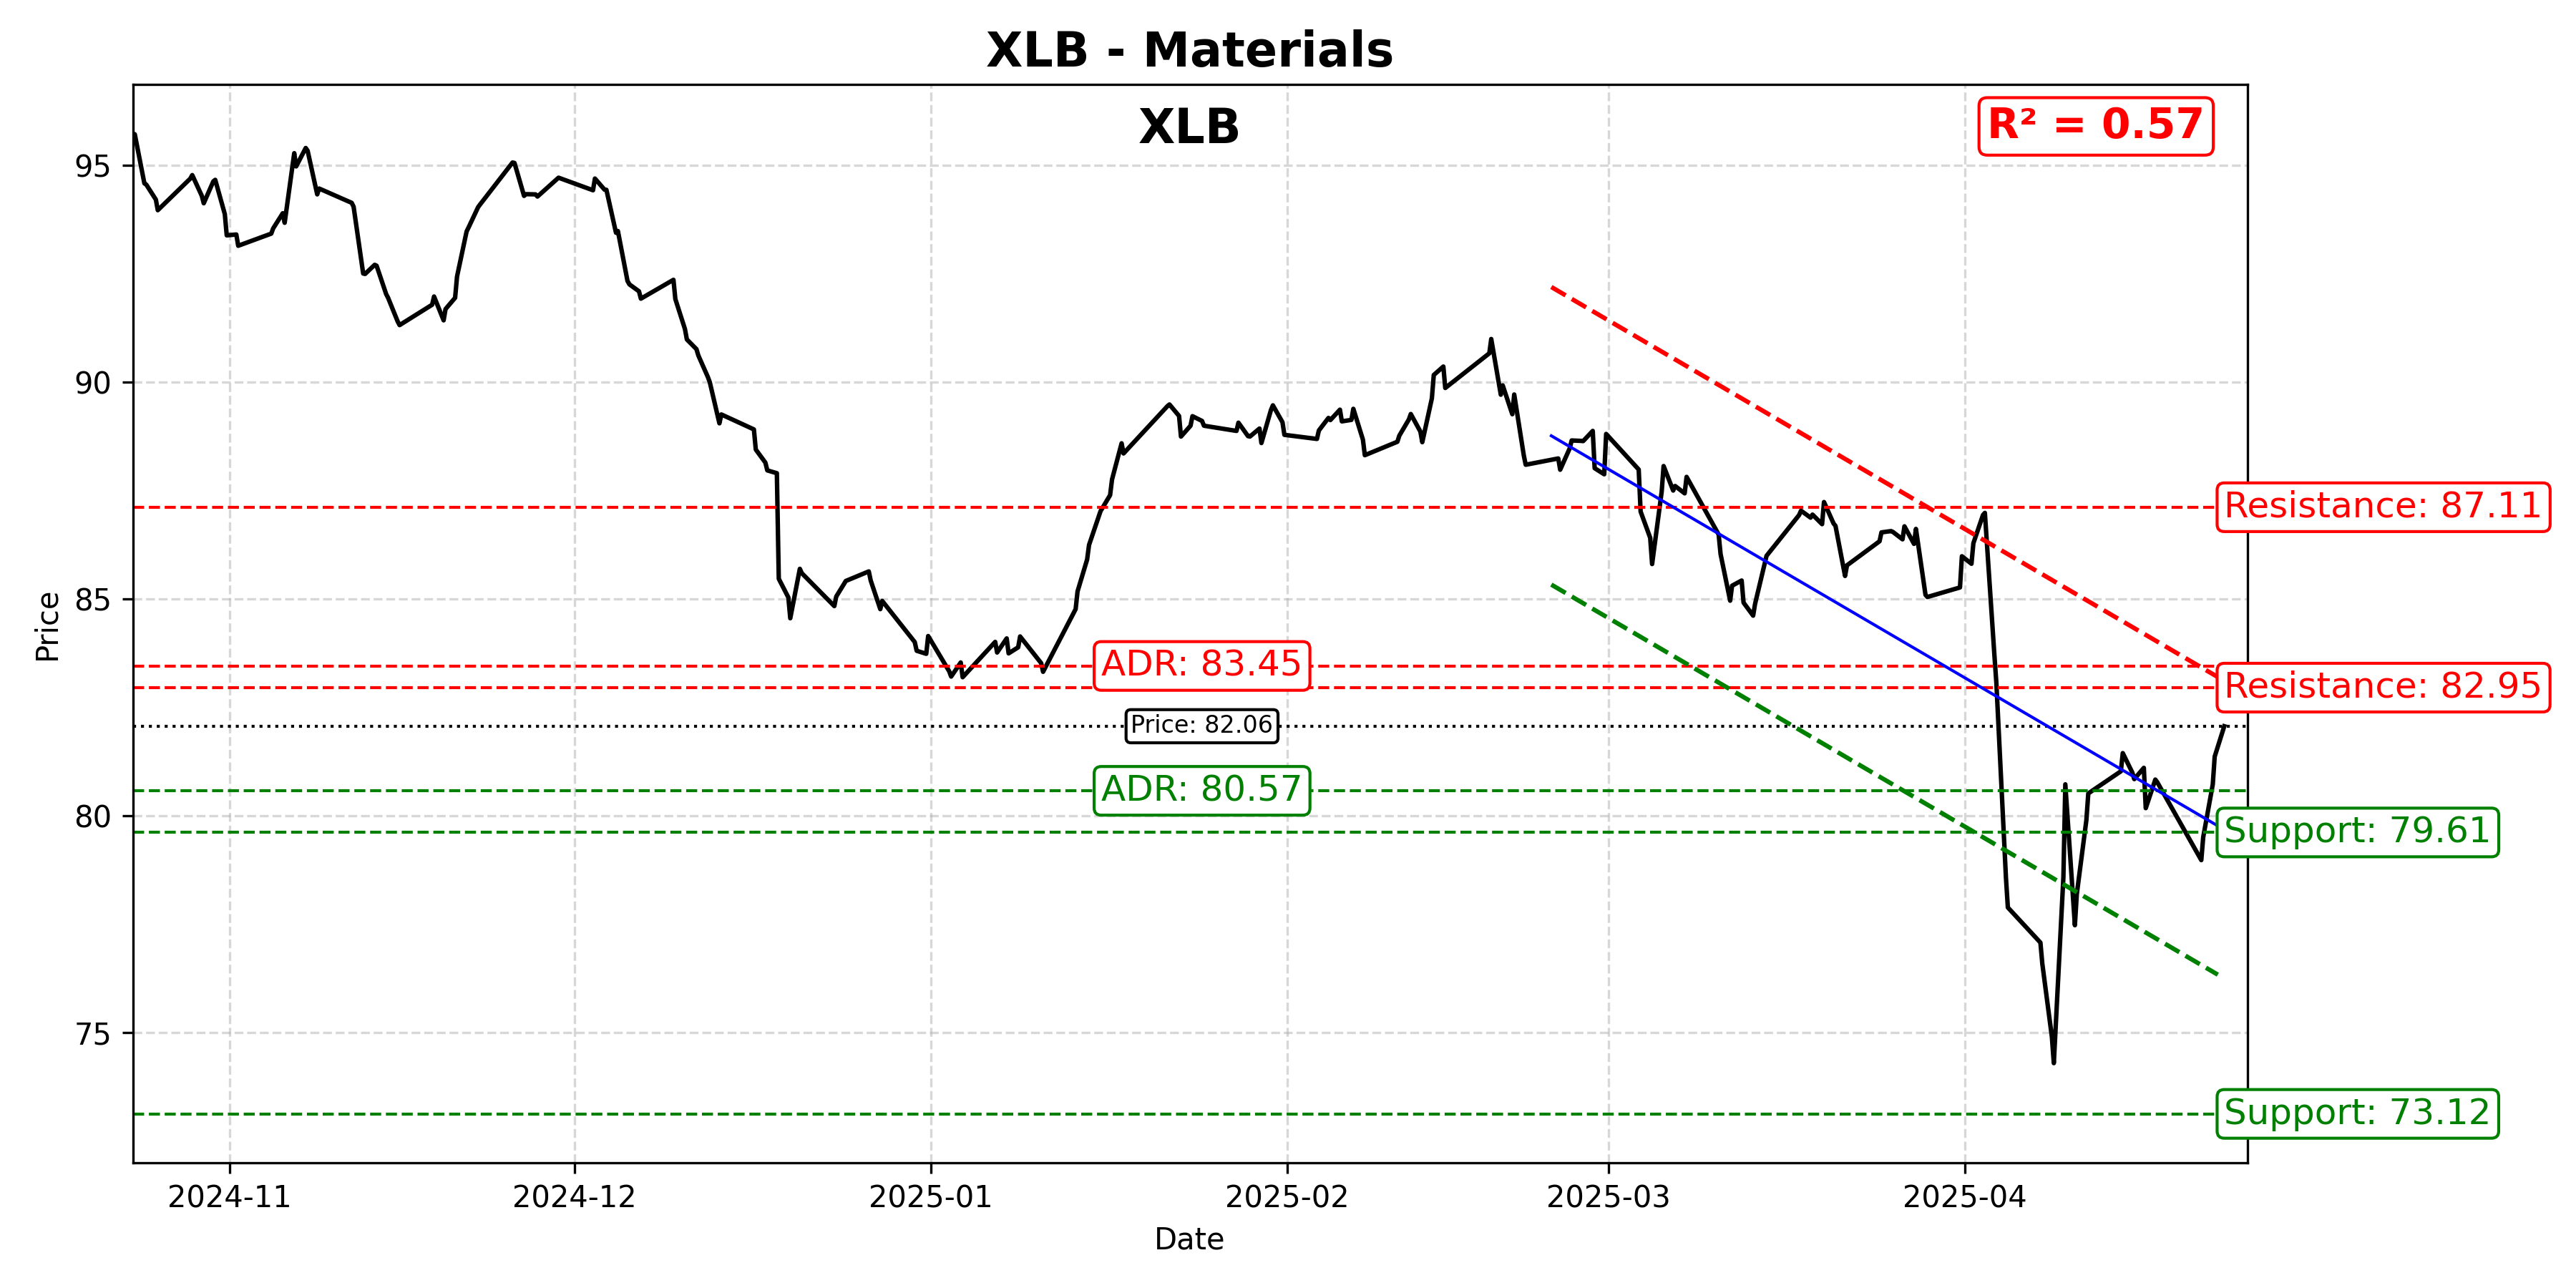 XLB - Materials
XLB
R² = 0.57
95
90
85
80
75
Price
Resistance: 87.11
ADR: 83.45
Resistance: 82.95
Price: 82.06
ADR: 80.57
Support: 79.61
Support: 73.12
2024-11
2024-12
2025-01
2025-02
2025-03
2025-04
Date